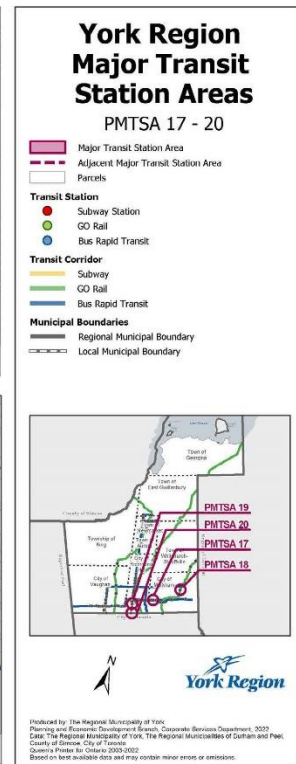 York Region
Major Transit
Station Areas
PMTSA 17 - 20
Major Transit Station Area
Adjacent Major Transit Station Area
Parcels
Transit Station
Subway Station
GO Rail
Bus Rapid Transit
Transit Corridor
Subway
GO Rail
Bus Rapid Transit
Municipal Boundaries
Regional Municipal Boundary
Local Municipal Boundary
Town of
Georgina
Town of
East Gwillimbury
County of Simcoe
Township of
King
PMTSA 19
PMTSA 20
PMTSA 17
PMTSA 18
City of
Vaughan
York Region
Produced by: The Regional Municipality of York
Planning and Economic Development Branch, Corporate Services Department, 2022
Data: The Regional Municipality of York, The Regional Municipalities of Durham and Peel,
County of Simcoe, City of Toronto
Queen's Printer for Ontario 2003-2022
Based on best available data and may contain minor errors or omissions.